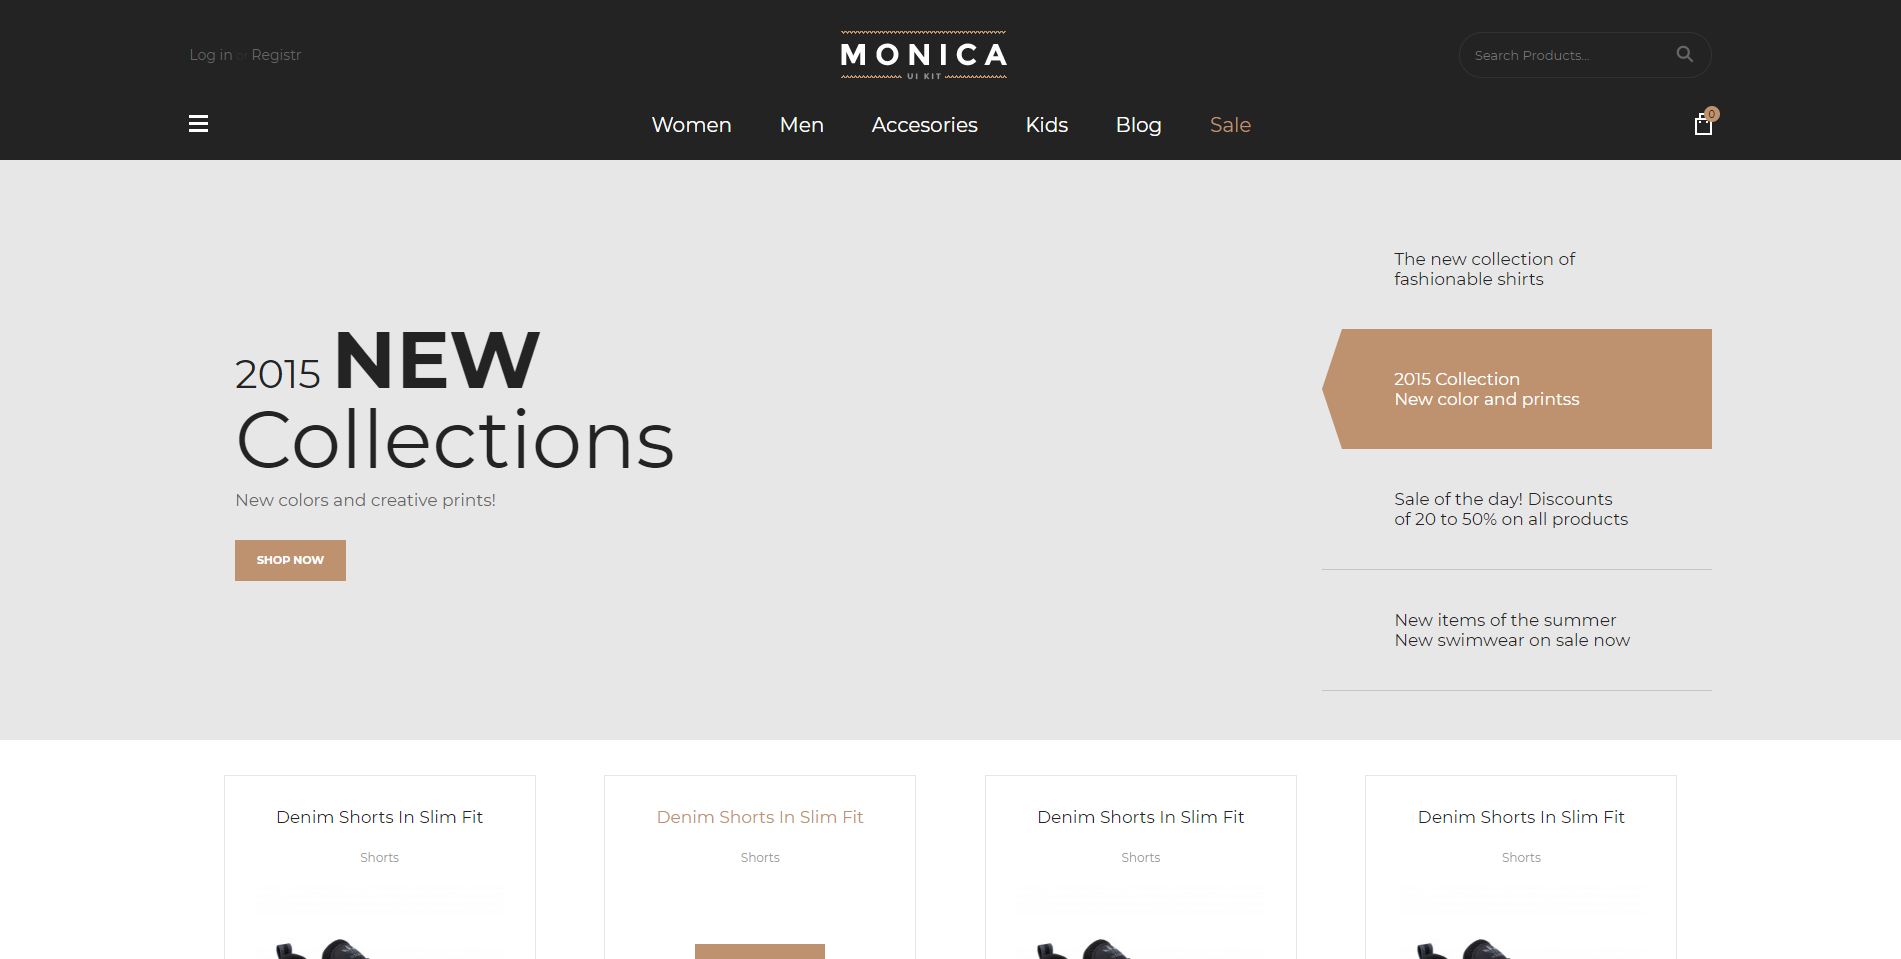 Log in or Registr
MONICA
UI KIT
Search Products...
Women Men Accesories Kids Blog Sale
0
2015 NEW
Collections
New colors and creative prints!
SHOP NOW
The new collection of
fashionable shirts
2015 Collection
New color and printss
Sale of the day! Discounts
of 20 to 50% on all products
New items of the summer
New swimwear on sale now
Denim Shorts In Slim Fit
Shorts
Denim Shorts In Slim Fit
Shorts
Denim Shorts In Slim Fit
Shorts
Denim Shorts In Slim Fit
Shorts